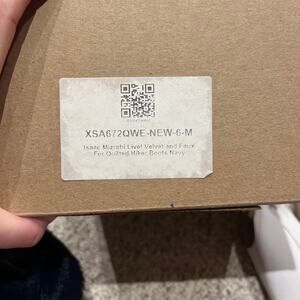 XSA672QWE-NEW-6-M
Isaac Mizrahi Live! Velvet and Faux
Fur Quilted Hiker Boots Navy